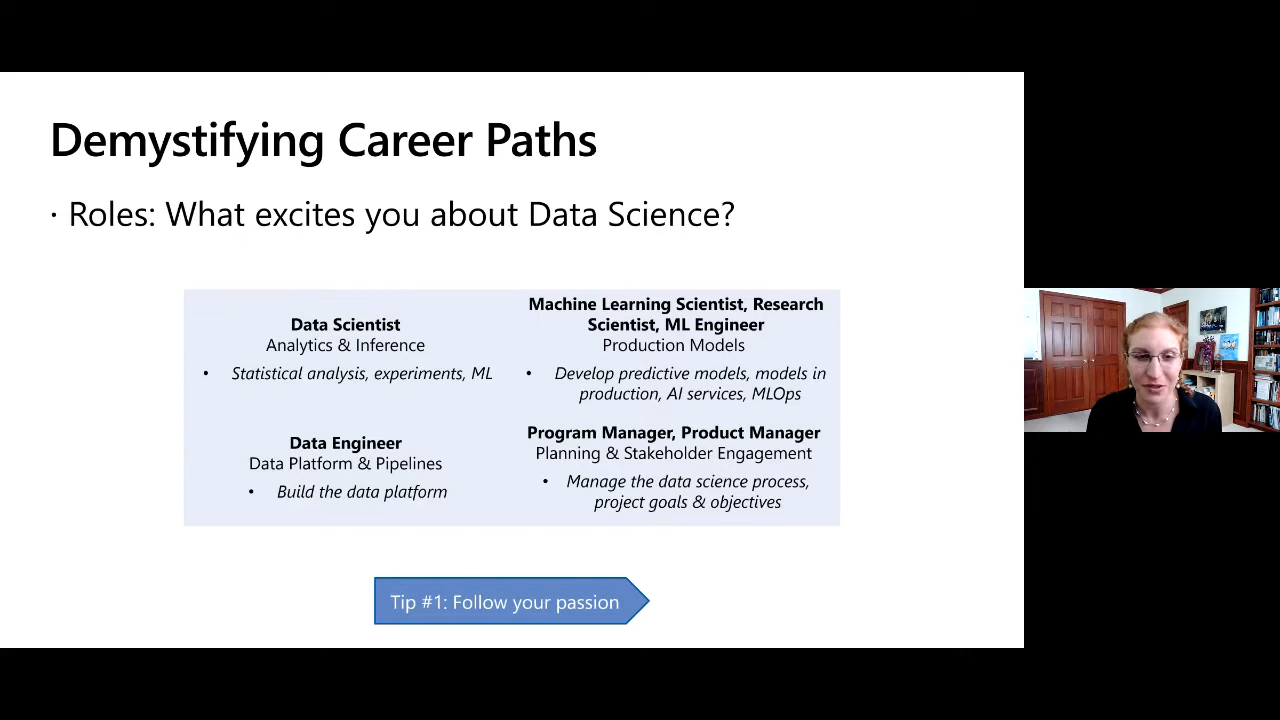 Demystifying Career Paths
· Roles: What excites you about Data Science?
Data Scientist
Analytics & Inference
• Statistical analysis, experiments, ML
Machine Learning Scientist, Research
Scientist, ML Engineer
Production Models
• Develop predictive models, models in
production, AI services, MLOps
Data Engineer
Data Platform & Pipelines
• Build the data platform
Program Manager, Product Manager
Planning & Stakeholder Engagement
• Manage the data science process,
project goals & objectives
Tip #1: Follow your passion